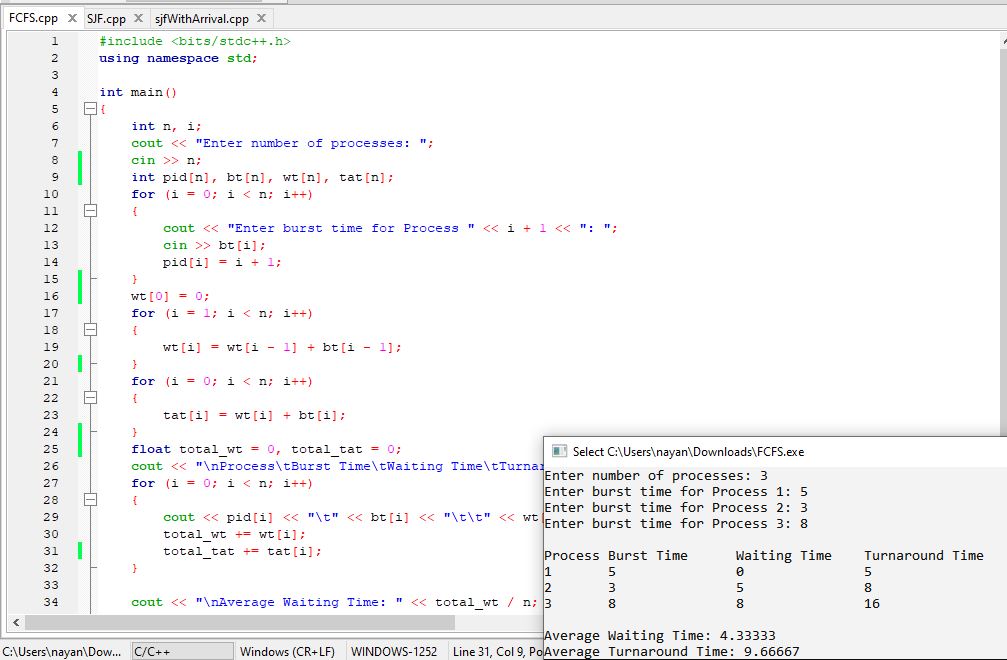 FCFS.cpp X SJF.cpp X sjfWithArrival.cpp X
1 #include <bits/stdc++.h>
2 using namespace std;
3
4 int main()
5 {
6 int n, i;
7 cout << "Enter number of processes: ";
8 cin >> n;
9 int pid[n], bt[n], wt[n], tat[n];
10 for (i = 0; i < n; i++)
11 {
12 cout << "Enter burst time for Process " << i + 1 << ": ";
13 cin >> bt[i];
14 pid[i] = i + 1;
15 }
16 wt[0] = 0;
17 for (i = 1; i < n; i++)
18 {
19 wt[i] = wt[i - 1] + bt[i - 1];
20 }
21 for (i = 0; i < n; i++)
22 {
23 tat[i] = wt[i] + bt[i];
24 }
25 float total_wt = 0, total_tat = 0;
26 cout << "\nProcess\tBurst Time\tWaiting Time\tTurnar
27 for (i = 0; i < n; i++)
28 {
29 cout << pid[i] << "\t" << bt[i] << "\t\t" << wt[
30 total_wt += wt[i];
31 total_tat += tat[i];
32 }
33
34 cout << "\nAverage Waiting Time: " << total_wt / n;
Select C:\Users\nayan\Downloads\FCFS.exe
Enter number of processes: 3
Enter burst time for Process 1: 5
Enter burst time for Process 2: 3
Enter burst time for Process 3: 8
Process Burst Time Waiting Time Turnaround Time
1 5 0 5
2 3 5 8
3 8 8 16
Average Waiting Time: 4.33333
Average Turnaround Time: 9.66667
C:\Users\nayan\Dow... C/C++ Windows (CR+LF) WINDOWS-1252 Line 31, Col 9, Po